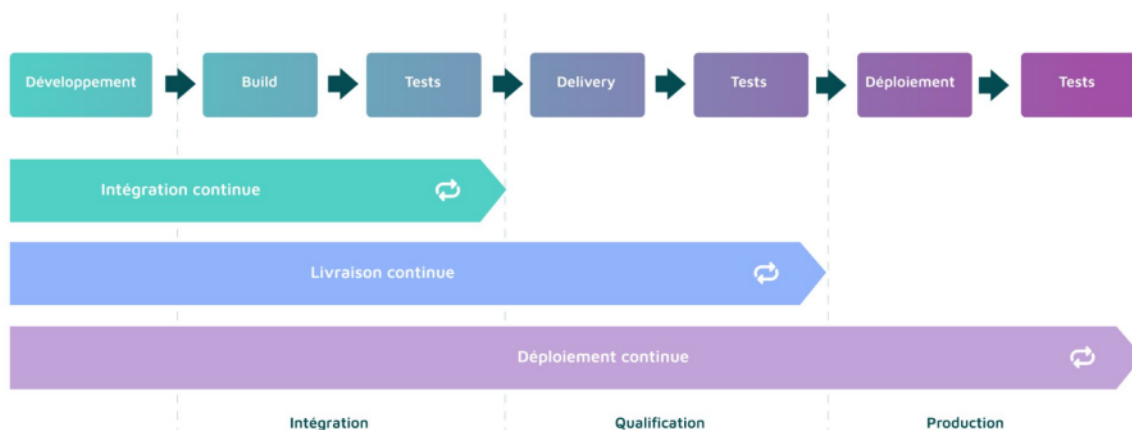 Développement
Build
Tests
Delivery
Tests
Déploiement
Tests
Intégration continue
Livraison continue
Déploiement continue
Intégration
Qualification
Production